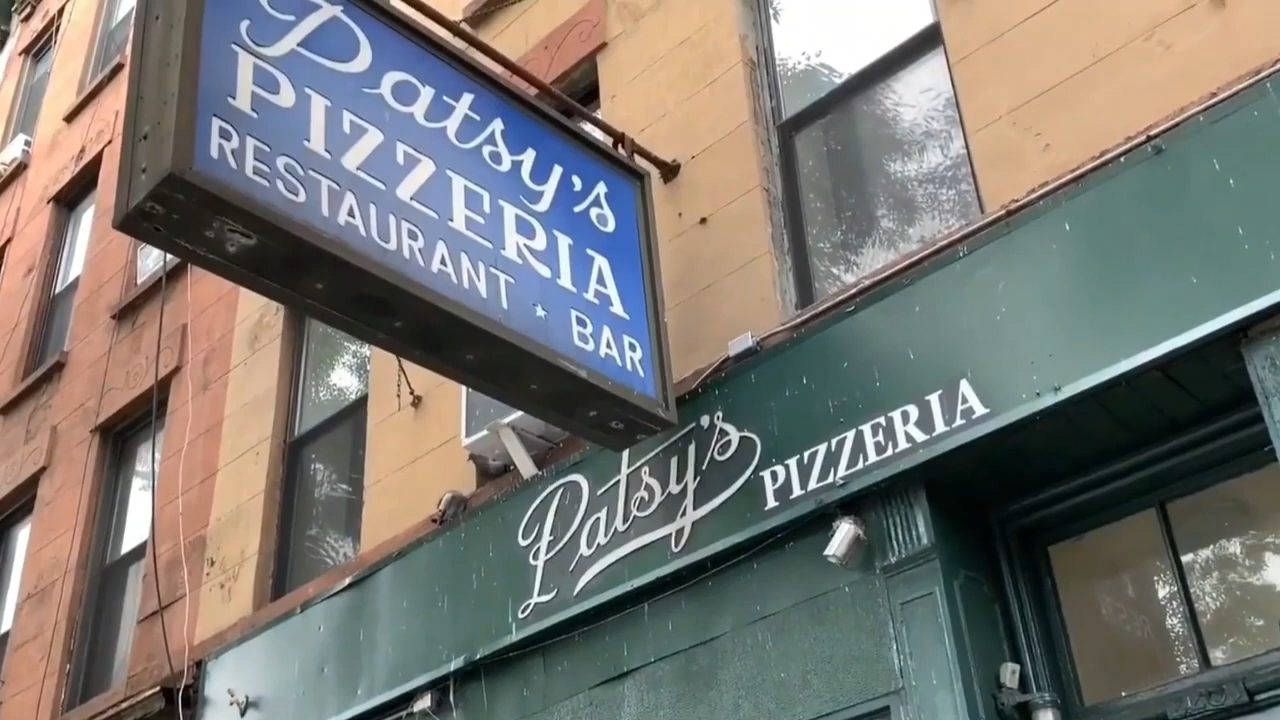 Patsy's
PIZZERIA
RESTAURANT ★ BAR
Patsy's PIZZERIA